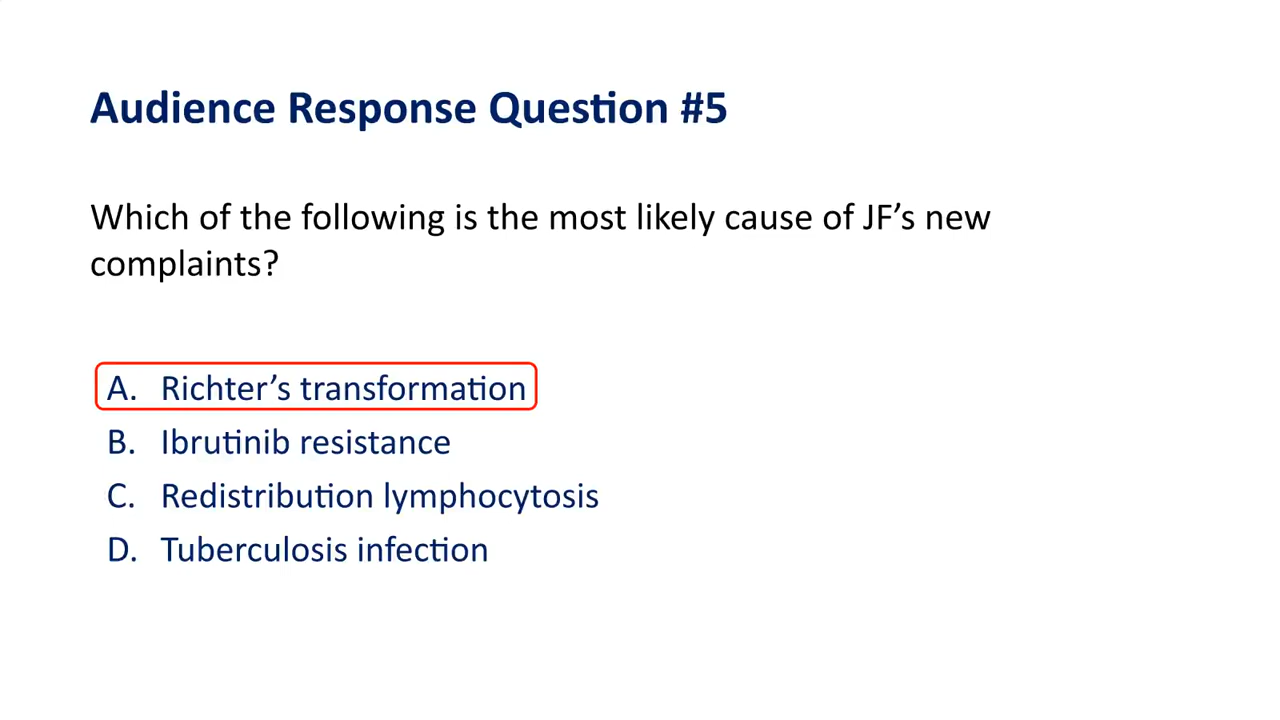 Audience Response Question #5
Which of the following is the most likely cause of JF’s new
complaints?
A. Richter’s transformation
B. Ibrutinib resistance
C. Redistribution lymphocytosis
D. Tuberculosis infection